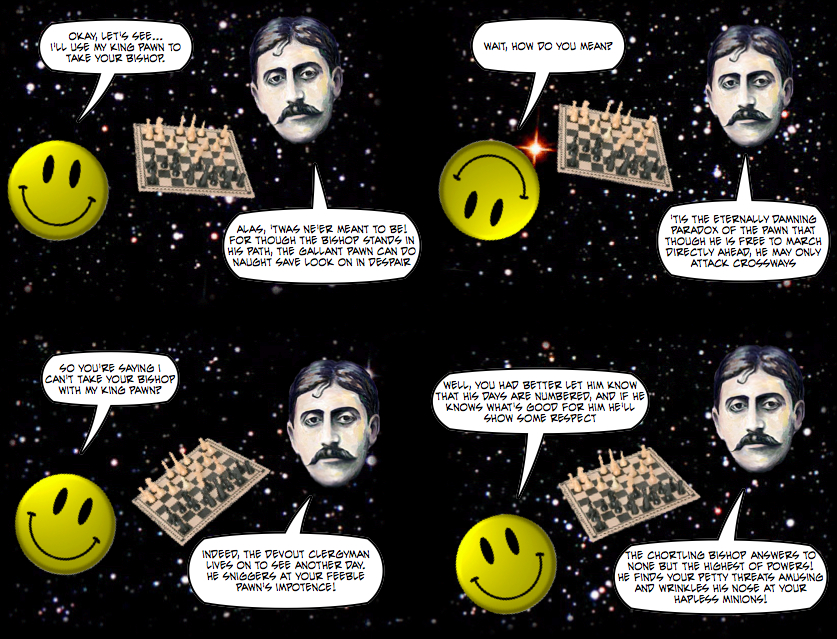 OKAY, LET'S SEE...
I'LL USE MY KING PAWN TO
TAKE YOUR BISHOP.
ALAS, 'TWAS NE'ER MEANT TO BE!
FOR THOUGH THE BISHOP STANDS IN
HIS PATH, THE GALLANT PAWN CAN DO
NAUGHT SAVE LOOK ON IN DESPAIR
WAIT, HOW DO YOU MEAN?
'TIS THE ETERNALLY DAMNING
PARADOX OF THE PAWN THAT
THOUGH HE IS FREE TO MARCH
DIRECTLY AHEAD, HE MAY ONLY
ATTACK CROSSWAYS
SO YOU'RE SAYING I
CAN'T TAKE YOUR BISHOP
WITH MY KING PAWN?
INDEED, THE DEVOUT CLERGYMAN
LIVES ON TO SEE ANOTHER DAY.
HE SNIGGERS AT YOUR FEEBLE
PAWN'S IMPOTENCE!
WELL, YOU HAD BETTER LET HIM KNOW
THAT HIS DAYS ARE NUMBERED, AND IF HE
KNOWS WHAT'S GOOD FOR HIM HE'LL
SHOW SOME RESPECT
THE CHORTLING BISHOP ANSWERS TO
NONE BUT THE HIGHEST OF POWERS!
HE FINDS YOUR PETTY THREATS AMUSING
AND WRINKLES HIS NOSE AT YOUR
HAPLESS MINIONS!